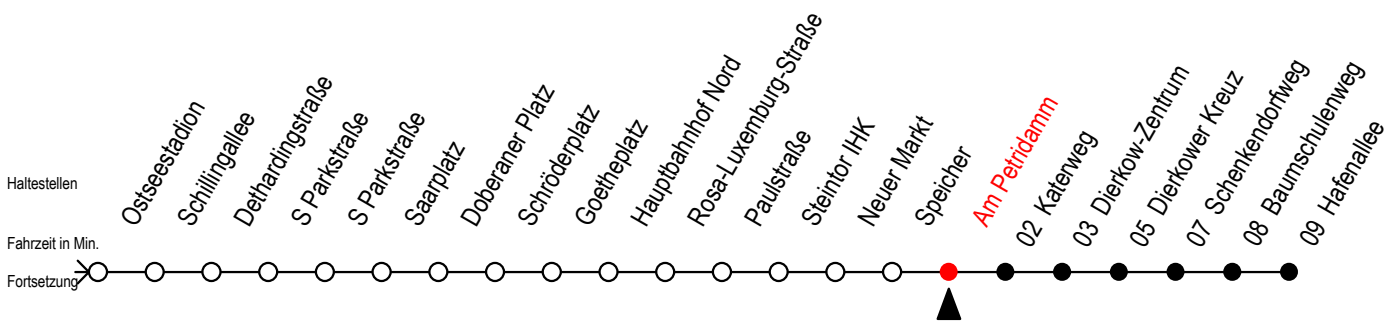 Haltestellen
Fahrzeit in Min.
Fortsetzung
Ostseestadion
Schillingallee
Dethardingstraße
S Parkstraße
S Parkstraße
Saarplatz
Doberaner Platz
Schröderplatz
Goetheplatz
Hauptbahnhof Nord
Rosa-Luxemburg-Straße
Paulstraße
Steintor IHK
Neuer Markt
Speicher
Am Petridamm
02 Katenweg
03 Dierkow-Zentrum
05 Dierkower Kreuz
07 Schenkendorfweg
08 Baumschulenweg
09 Hafenallee